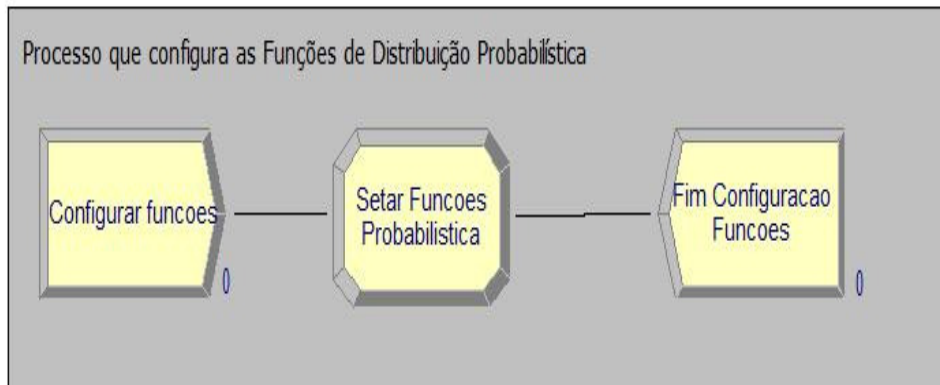 Processo que configura as Funções de Distribuição Probabilística
Configurar funcoes
0
Setar Funcoes
Probabilistica
Fim Configuracao
Funcoes
0